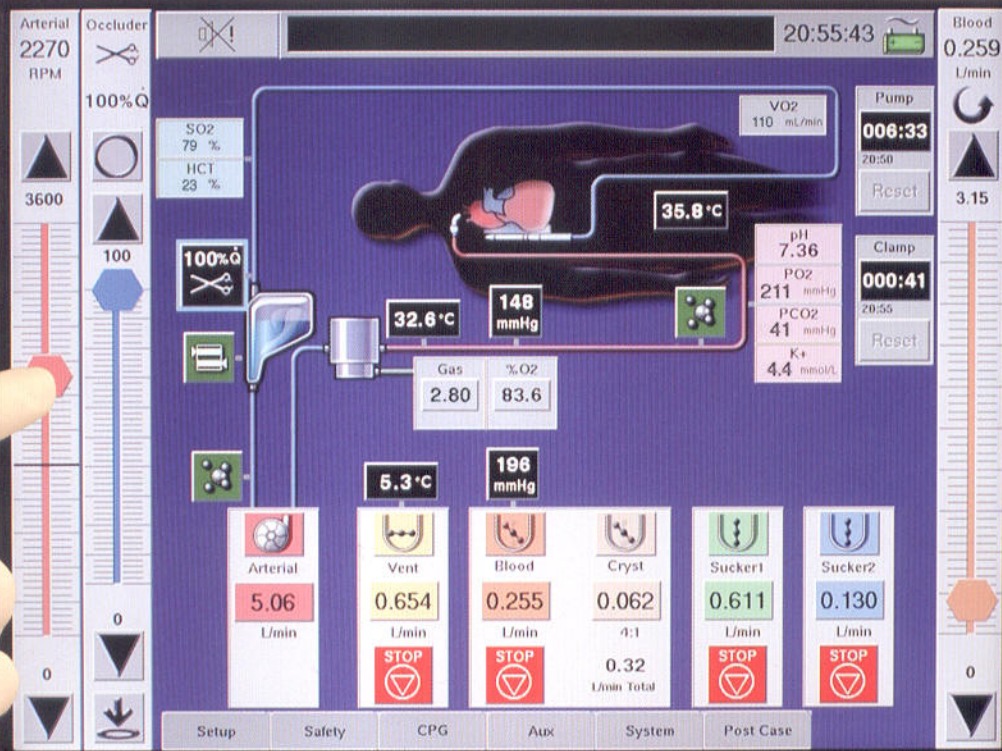 Arterial
2270
RPM
3600
0
Occluder
100%Q̇
100
0
20:55:43
SO2
79 %
HCT
23 %
100%Q̇
VO2
110 mL/min
35.8°C
32.6°C
148
mmHg
Gas
2.80
%O2
83.6
pH
7.36
PO2
211 mmHg
PCO2
41 mmHg
K+
4.4 mmol/L
Pump
006:33
20:50
Reset
Clamp
000:41
20:55
Reset
Blood
0.259
L/min
3.15
0
5.3°C
196
mmHg
Arterial
5.06
L/min
Vent
0.654
L/min
STOP
Blood
0.255
L/min
STOP
Cryst
0.062
4:1
0.32
L/min Total
Sucker1
0.611
L/min
STOP
Sucker2
0.130
L/min
STOP
Setup
Safety
CPG
Aux
System
Post Case